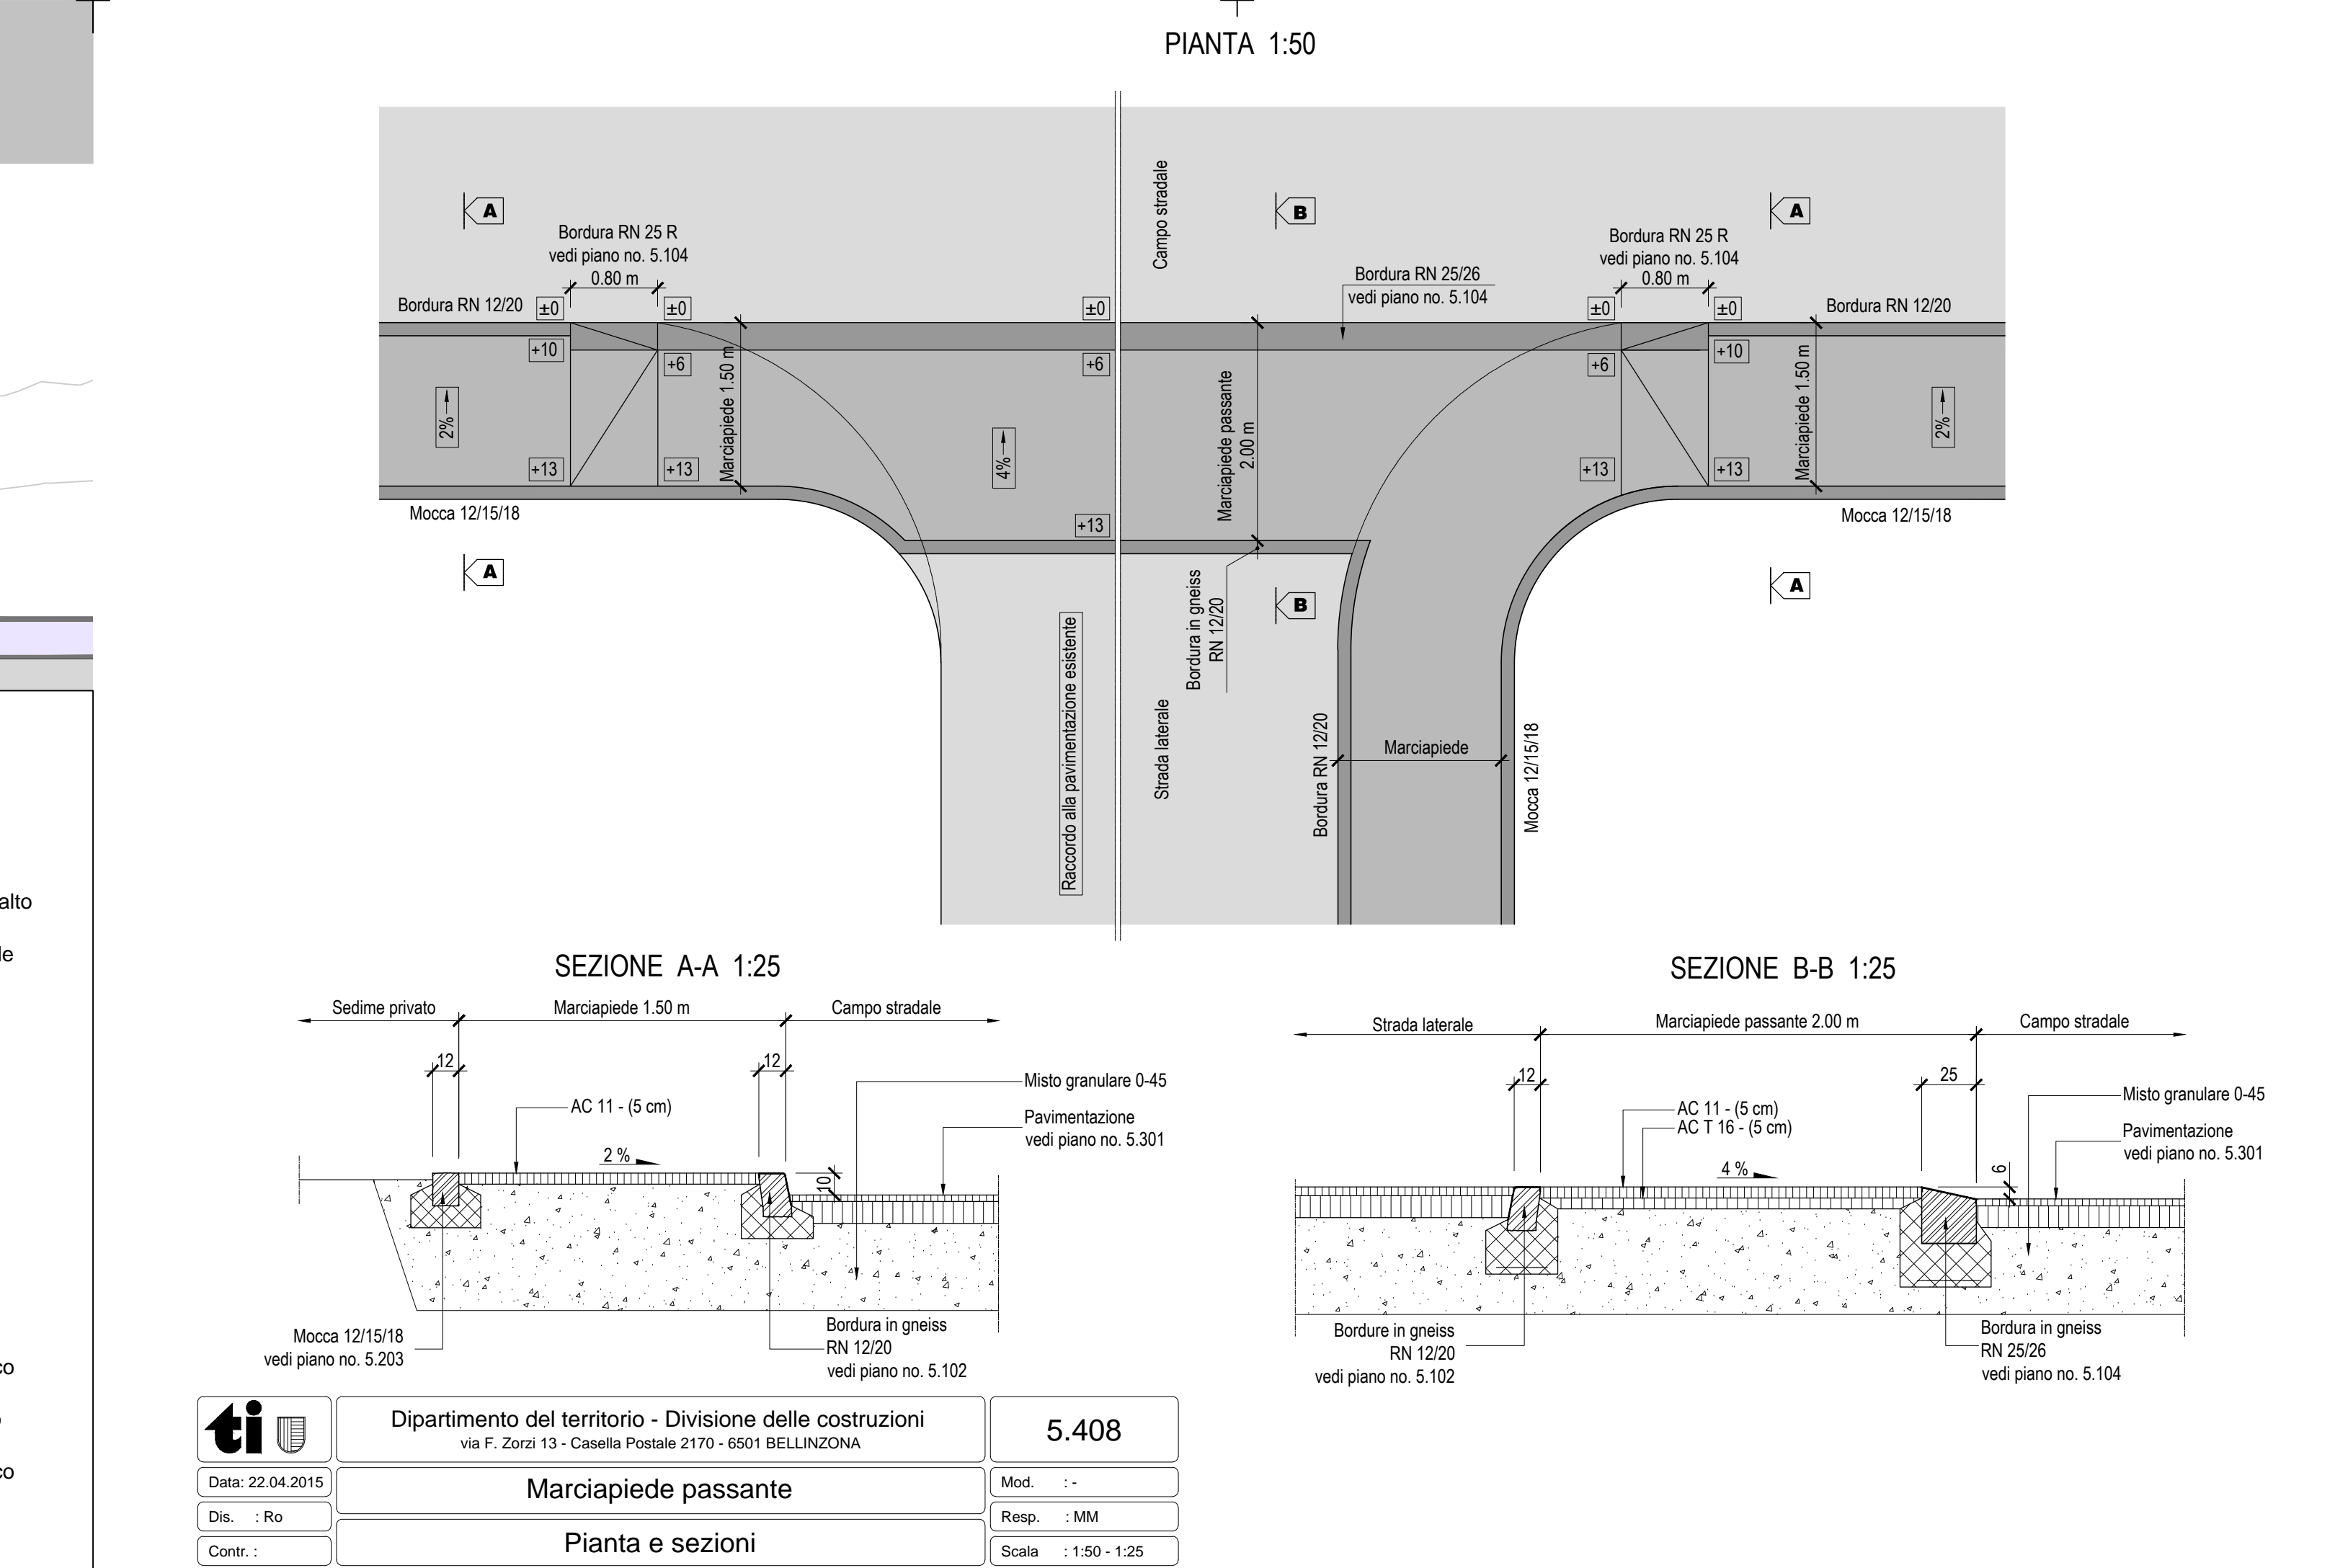 PIANTA 1:50
Campo stradale
A
B
A
Bordura RN 25 R
vedi piano no. 5.104
0.80 m
Bordura RN 25 R
vedi piano no. 5.104
0.80 m
Bordura RN 25/26
vedi piano no. 5.104
Bordura RN 12/20
±0
±0
±0
±0
±0
Bordura RN 12/20
+10
+6
+6
+6
+10
2%
Marciapiede 1.50 m
4%
Marciapiede passante
2.00 m
Marciapiede 1.50 m
2%
+13
+13
+13
+13
+13
Mocca 12/15/18
Mocca 12/15/18
A
B
A
Bordura in gneiss
RN 12/20
Raccordo alla pavimentazione esistente
Strada laterale
Bordura RN 12/20
Marciapiede
Mocca 12/15/18
alto
le
co
co
SEZIONE A-A 1:25
Sedime privato
Marciapiede 1.50 m
Campo stradale
12
12
Misto granulare 0-45
AC 11 - (5 cm)
Pavimentazione
vedi piano no. 5.301
2 %
10
Mocca 12/15/18
vedi piano no. 5.203
Bordura in gneiss
RN 12/20
vedi piano no. 5.102
SEZIONE B-B 1:25
Strada laterale
Marciapiede passante 2.00 m
Campo stradale
12
25
Misto granulare 0-45
AC 11 - (5 cm)
AC T 16 - (5 cm)
Pavimentazione
vedi piano no. 5.301
4 %
6
Bordure in gneiss
RN 12/20
vedi piano no. 5.102
Bordura in gneiss
RN 25/26
vedi piano no. 5.104
ti
Dipartimento del territorio - Divisione delle costruzioni
via F. Zorzi 13 - Casella Postale 2170 - 6501 BELLINZONA
5.408
Data: 22.04.2015
Marciapiede passante
Mod. : -
Dis. : Ro
Resp. : MM
Pianta e sezioni
Contr. :
Scala : 1:50 - 1:25